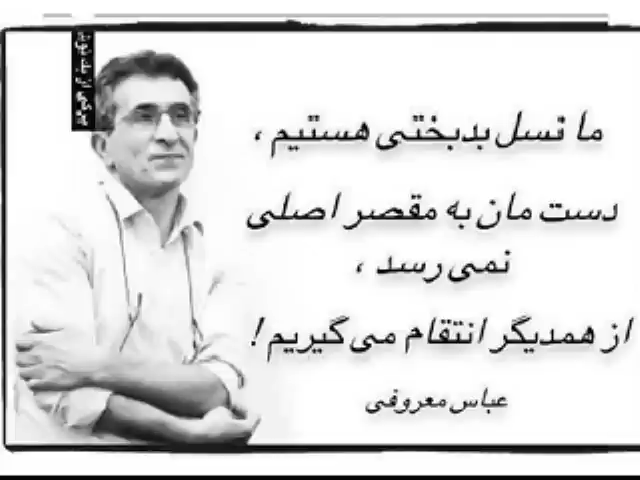 ما نسل بدبختی هستیم ،
دست مان به مقصر اصلی
نمی رسد ،
از همدیگر انتقام می گیریم !
عباس معروفی